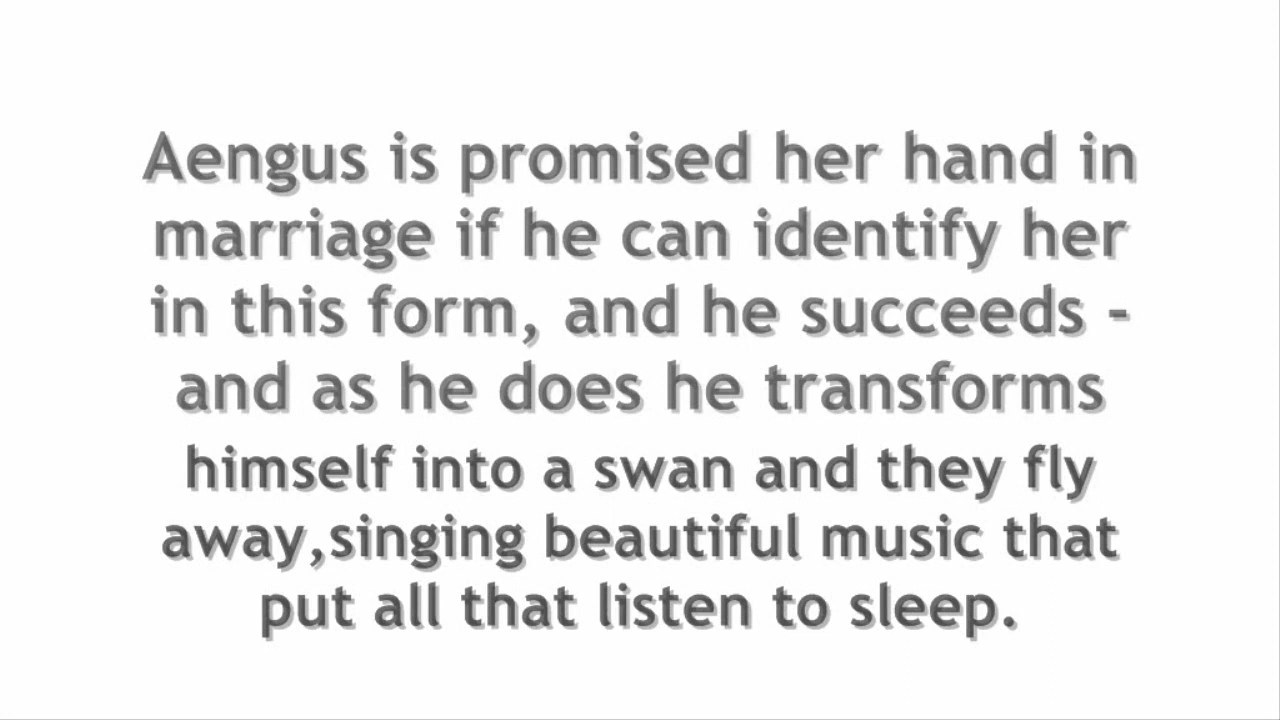 Aengus is promised her hand in
marriage if he can identify her
in this form, and he succeeds -
and as he does he transforms
himself into a swan and they fly
away,singing beautiful music that
put all that listen to sleep.